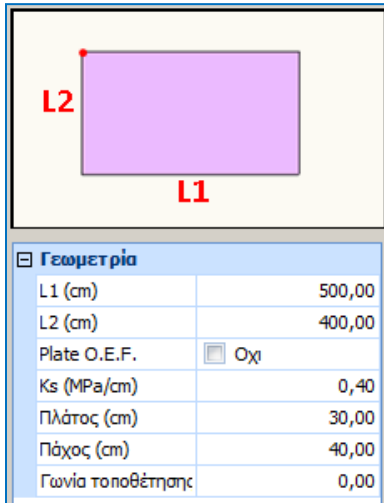 L2
L1
Γεωμετρία
L1 (cm) 500,00
L2 (cm) 400,00
Plate O.E.F. Όχι
Ks (MPa/cm) 0,40
Πλάτος (cm) 30,00
Πάχος (cm) 40,00
Γωνία τοποθέτησης 0,00